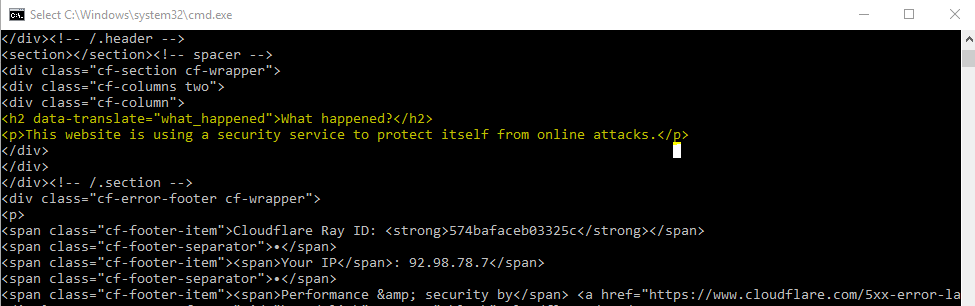 Select C:\Windows\system32\cmd.exe
</div><!-- /.header -->
<section></section><!-- spacer -->
<div class="cf-section cf-wrapper">
<div class="cf-columns two">
<div class="cf-column">
<h2 data-translate="what_happened">What happened?</h2>
<p>This website is using a security service to protect itself from online attacks.</p>
</div>
</div>
</div><!-- /.section -->
<div class="cf-error-footer cf-wrapper">
<p>
<span class="cf-footer-item">Cloudflare Ray ID: <strong>574baface​b03325c</strong></span>
<span class="cf-footer-separator">•</span>
<span class="cf-footer-item"><span>Your IP</span>: 92.98.78.7</span>
<span class="cf-footer-separator">•</span>
<span class="cf-footer-item"><span>Performance &amp; security by</span> <a href="https://www.cloudflare.com/5xx-error-la